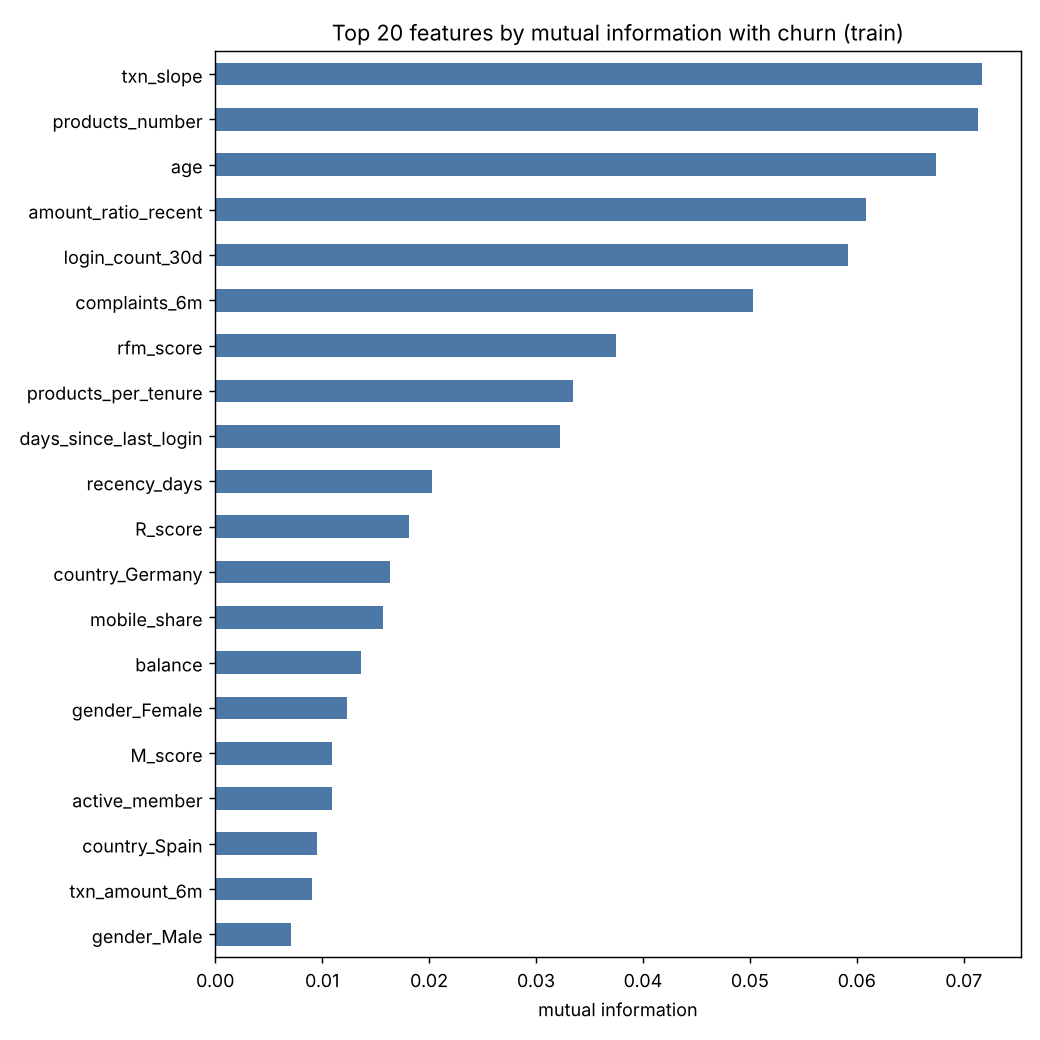 Top 20 features by mutual information with churn (train)
txn_slope
products_number
age
amount_ratio_recent
login_count_30d
complaints_6m
rfm_score
products_per_tenure
days_since_last_login
recency_days
R_score
country_Germany
mobile_share
balance
gender_Female
M_score
active_member
country_Spain
txn_amount_6m
gender_Male
0.00 0.01 0.02 0.03 0.04 0.05 0.06 0.07
mutual information